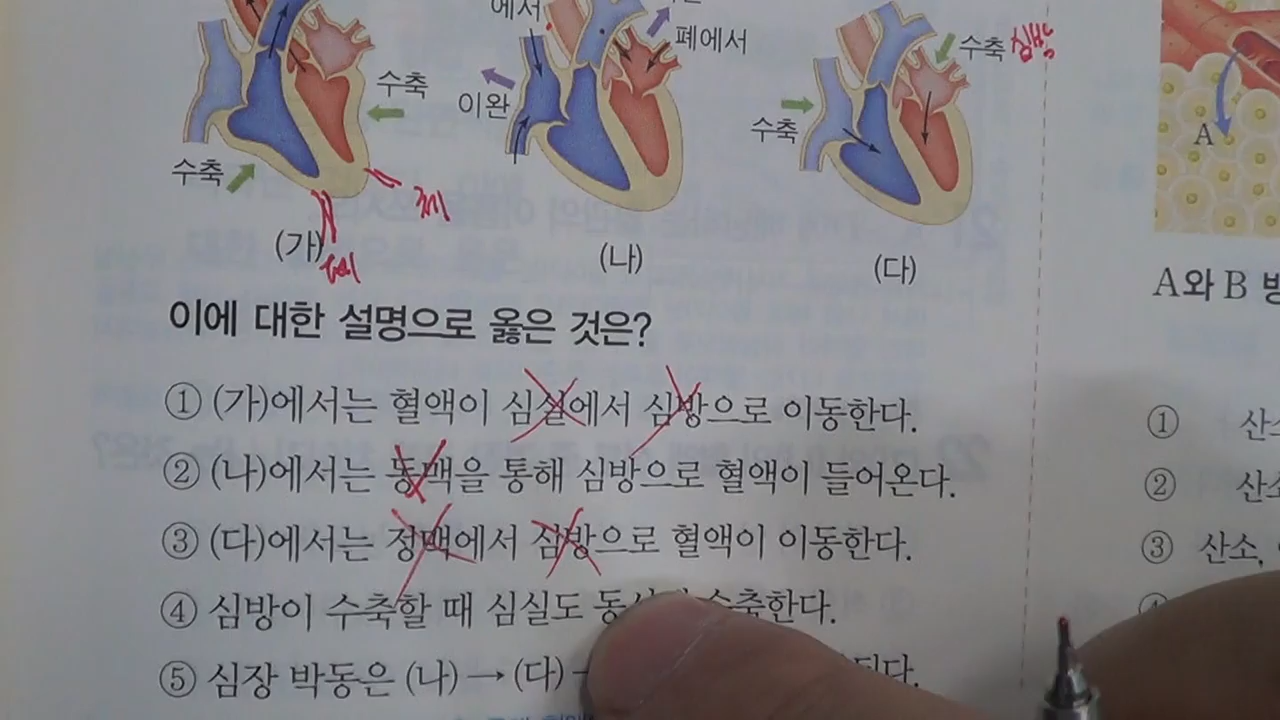 에서
폐에서
수축
수축
심방
이완
수축
수축
(가)
(나)
(다)
이에 대한 설명으로 옳은 것은?
① (가)에서는 혈액이 심실에서 심방으로 이동한다.
② (나)에서는 동맥을 통해 심방으로 혈액이 들어온다.
③ (다)에서는 정맥에서 심방으로 혈액이 이동한다.
④ 심방이 수축할 때 심실도 수축한다.
⑤ 심장 박동은 (나) → (다)
A
A와 B
①
②
③ 산소,